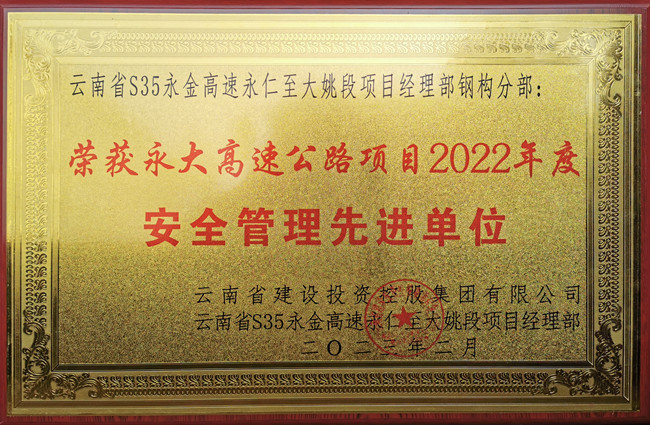 云南省S35永金高速永仁至大姚段项目经理部钢构分部：
荣获永大高速公路项目2022年度
安全管理先进单位
云南省建设投资控股集团有限公司
云南省S35永金高速永仁至大姚段项目经理部
二〇二三年二月